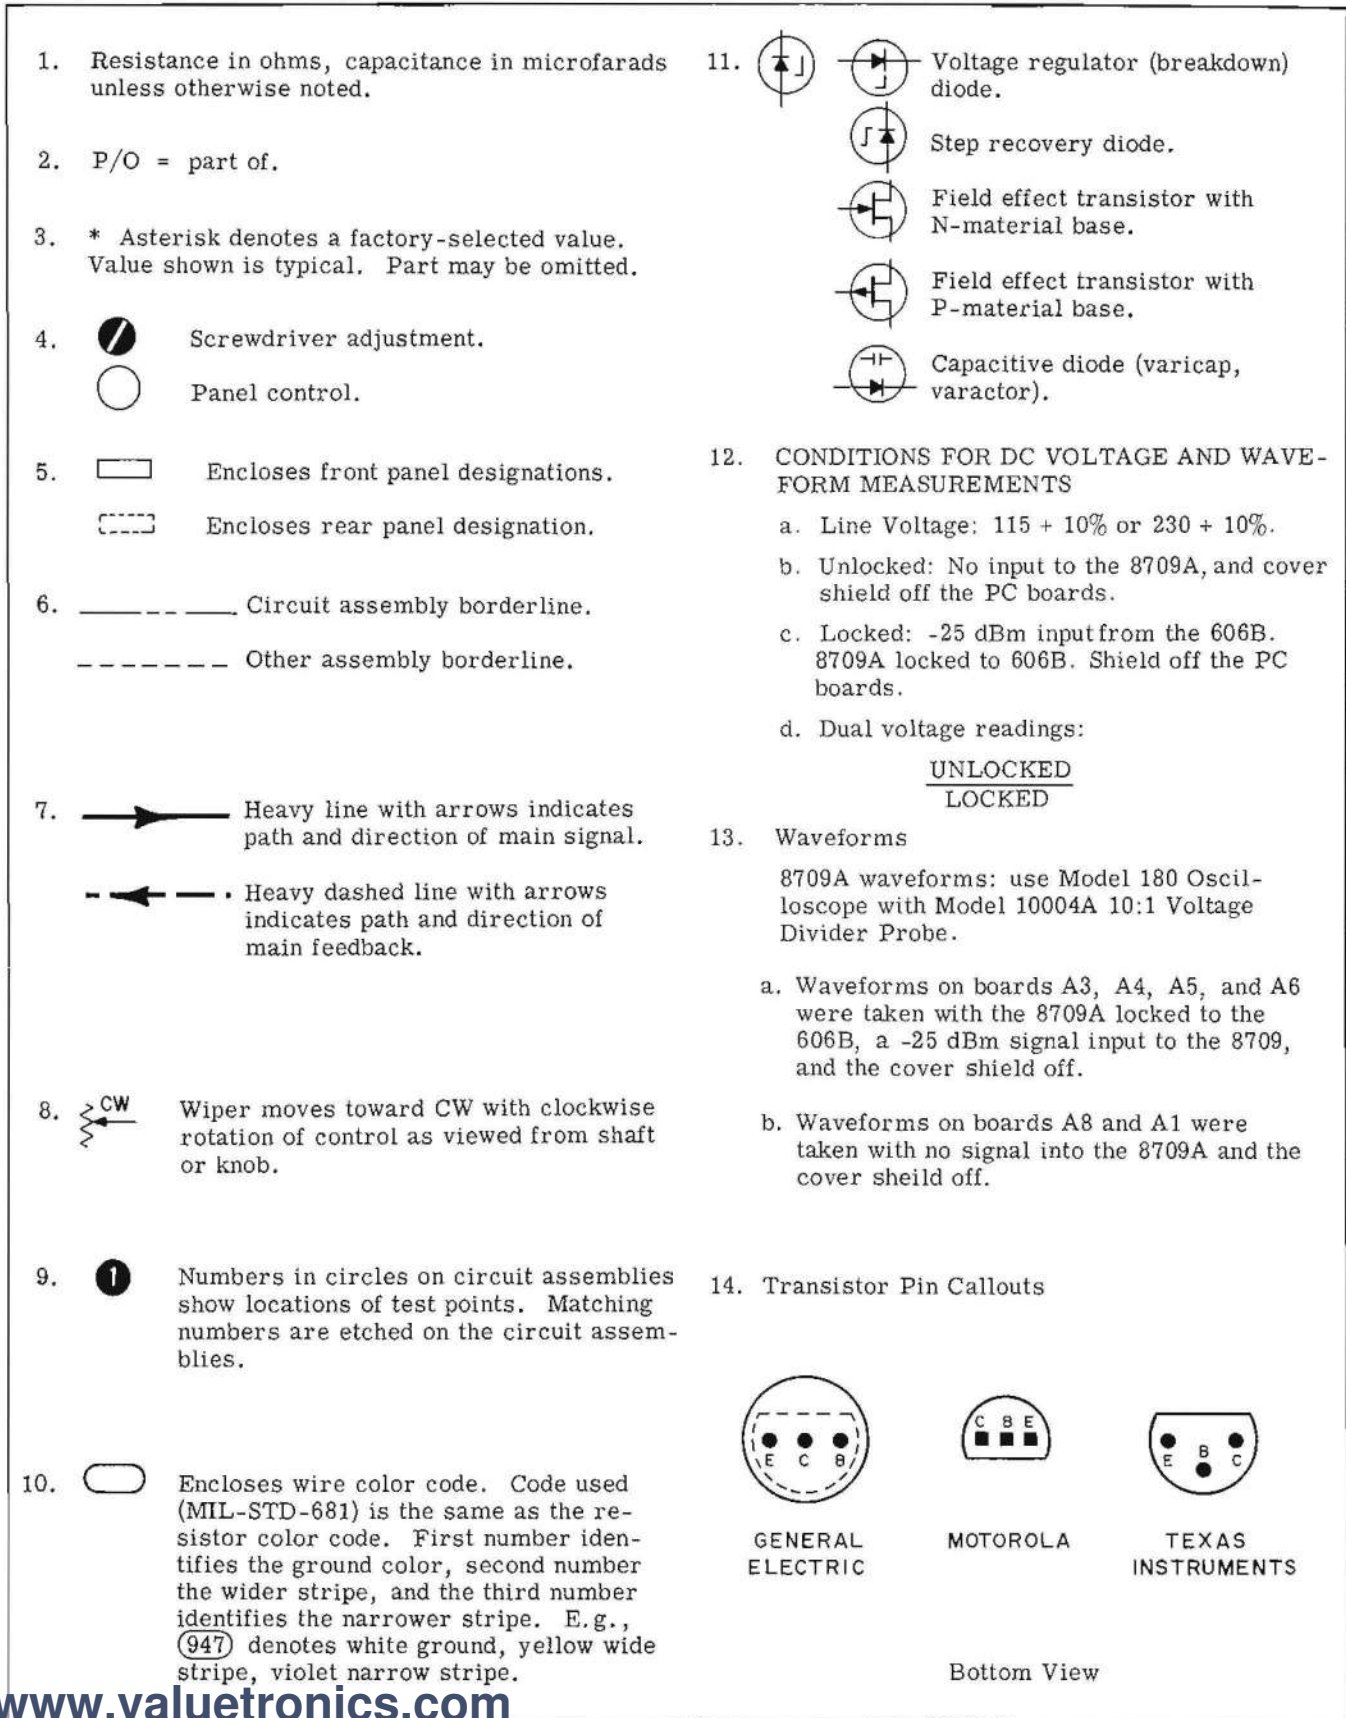 1. Resistance in ohms, capacitance in microfarads
unless otherwise noted.
2. P/O = part of.
3. * Asterisk denotes a factory-selected value.
Value shown is typical. Part may be omitted.
4. Screwdriver adjustment.
Panel control.
5. Encloses front panel designations.
Encloses rear panel designation.
6. Circuit assembly borderline.
Other assembly borderline.
7. Heavy line with arrows indicates
path and direction of main signal.
Heavy dashed line with arrows
indicates path and direction of
main feedback.
8. CW Wiper moves toward CW with clockwise
rotation of control as viewed from shaft
or knob.
9. 1 Numbers in circles on circuit assemblies
show locations of test points. Matching
numbers are etched on the circuit assem-
blies.
10. Encloses wire color code. Code used
(MIL-STD-681) is the same as the re-
sistor color code. First number iden-
tifies the ground color, second number
the wider stripe, and the third number
identifies the narrower stripe. E.g.,
947 denotes white ground, yellow wide
stripe, violet narrow stripe.
11. Voltage regulator (breakdown)
diode.
Step recovery diode.
Field effect transistor with
N-material base.
Field effect transistor with
P-material base.
Capacitive diode (varicap,
varactor).
12. CONDITIONS FOR DC VOLTAGE AND WAVE-
FORM MEASUREMENTS
a. Line Voltage: 115 + 10% or 230 + 10%.
b. Unlocked: No input to the 8709A, and cover
shield off the PC boards.
c. Locked: -25 dBm input from the 606B.
8709A locked to 606B. Shield off the PC
boards.
d. Dual voltage readings:
UNLOCKED
LOCKED
13. Waveforms
8709A waveforms: use Model 180 Oscil-
loscope with Model 10004A 10:1 Voltage
Divider Probe.
a. Waveforms on boards A3, A4, A5, and A6
were taken with the 8709A locked to the
606B, a -25 dBm signal input to the 8709,
and the cover shield off.
b. Waveforms on boards A8 and A1 were
taken with no signal into the 8709A and the
cover sheild off.
14. Transistor Pin Callouts
E C B
C B E
E B C
GENERAL
ELECTRIC
MOTOROLA
TEXAS
INSTRUMENTS
Bottom View
www.valuetronics.com